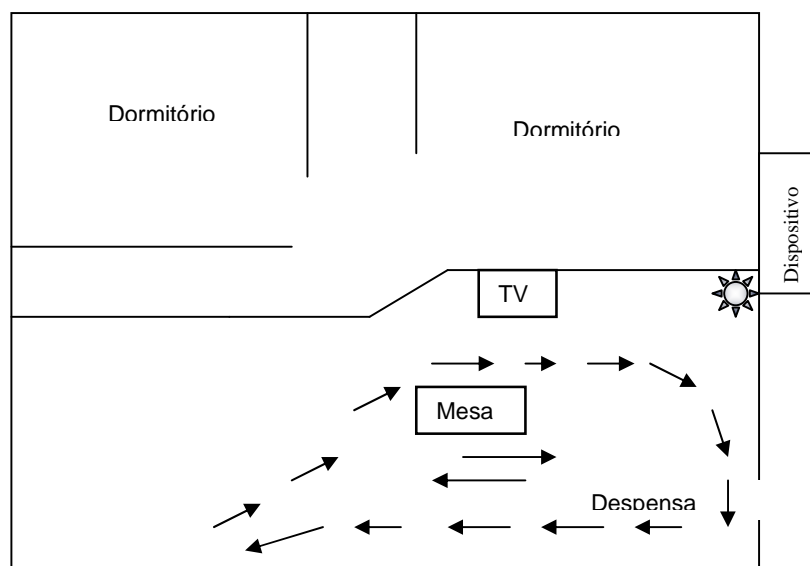 Dormitório
Dormitório
Dispositivo
TV
Mesa
Despensa